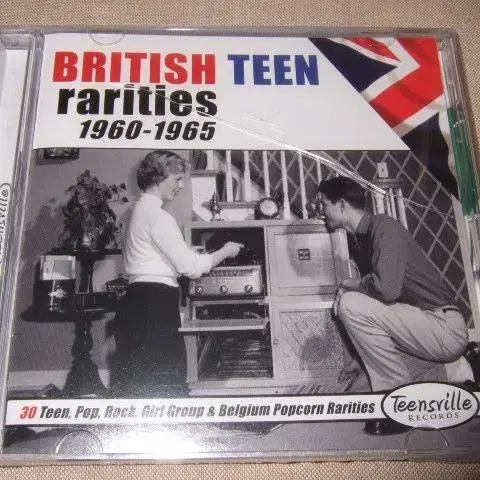 BRITISH TEEN
rarities
1960-1965
30 Teen, Pop, Rock, Girl Group & Belgium Popcorn Rarities
Teensville
RECORDS
Teensville